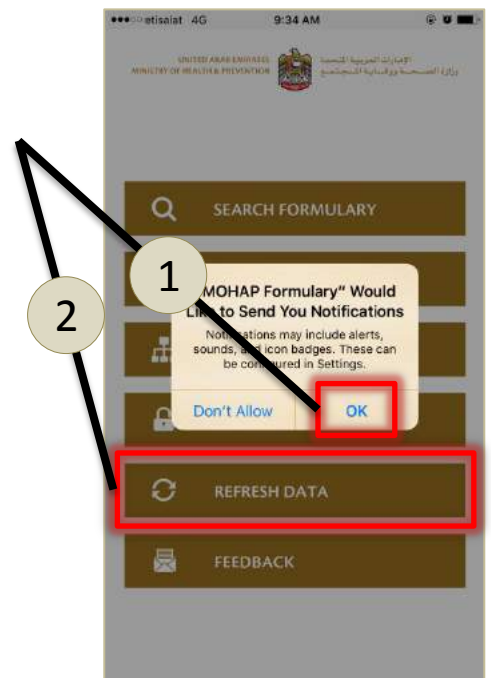 etisalat 4G 9:34 AM
UNITED ARAB EMIRATES
MINISTRY OF HEALTH & PREVENTION
الإمارات العربية المتحدة
وزارة الصحة ووقاية المجتمع
SEARCH FORMULARY
1
MOHAP Formulary" Would
to Send You Notifications
Notifications may include alerts,
sounds, and icon badges. These can
be configured in Settings.
2
Don't Allow OK
REFRESH DATA
FEEDBACK